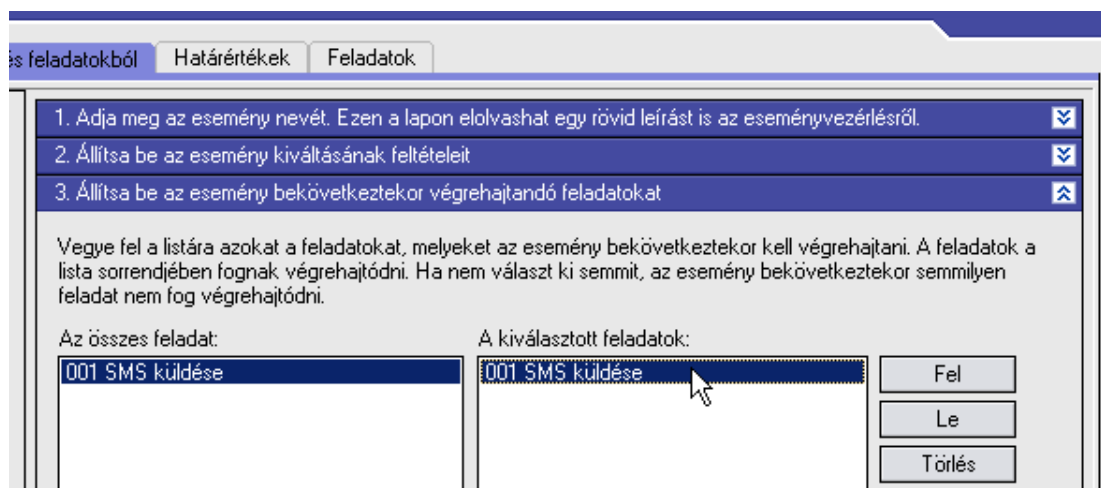 és feladatokból Határértékek Feladatok
1. Adja meg az esemény nevét. Ezen a lapon elolvashat egy rövid leírást is az eseményvezérlésről.
2. Állítsa be az esemény kiváltásának feltételeit
3. Állítsa be az esemény bekövetkeztekor végrehajtandó feladatokat
Vegye fel a listára azokat a feladatokat, melyeket az esemény bekövetkeztekor kell végrehajtani. A feladatok a
lista sorrendjében fognak végrehajtódni. Ha nem választ ki semmit, az esemény bekövetkeztekor semmilyen
feladat nem fog végrehajtódni.
Az összes feladat: A kiválasztott feladatok:
001 SMS küldése 001 SMS küldése Fel
Le
Törlés